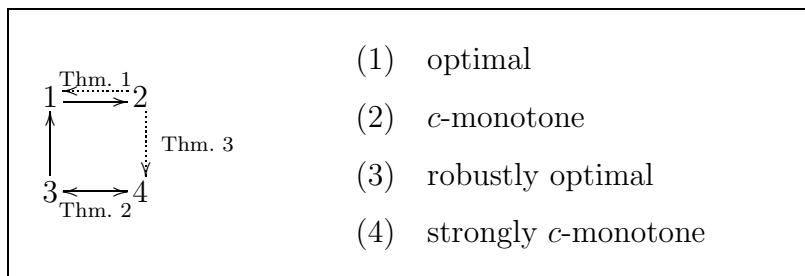 Thm. 1
1 2
Thm. 3
3 4
Thm. 2
(1) optimal
(2) c-monotone
(3) robustly optimal
(4) strongly c-monotone